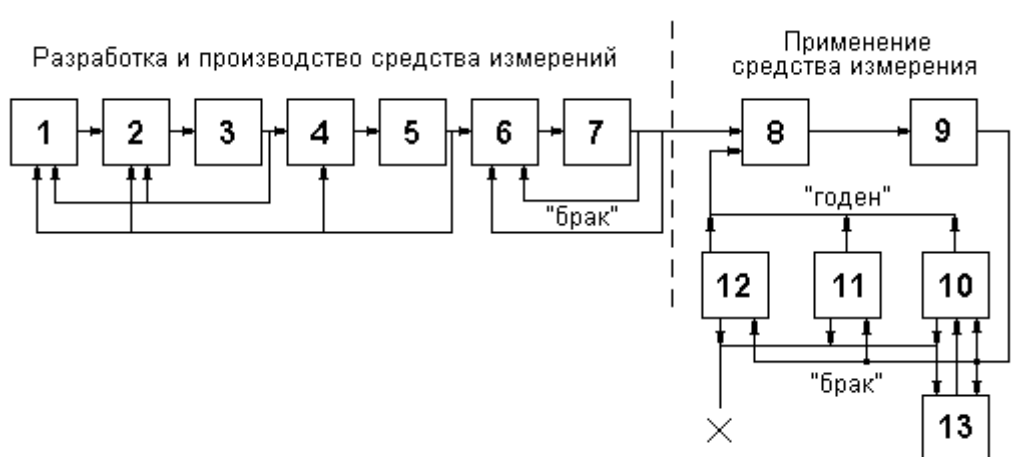 Разработка и производство средства измерений
Применение
средства измерения
1
2
3
4
5
6
7
8
9
"брак"
"годен"
12
11
10
"брак"
13